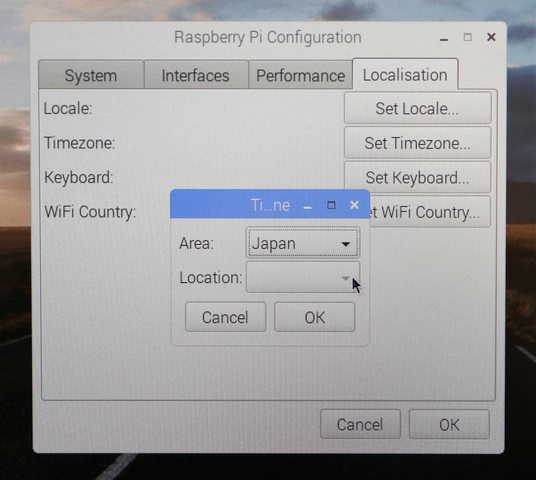 Raspberry Pi Configuration
System Interfaces Performance Localisation
Locale: Set Locale...
Timezone: Set Timezone...
Keyboard: Set Keyboard...
WiFi Country: et WiFi Country...
Ti...ne
Area: Japan
Location:
Cancel OK
Cancel OK